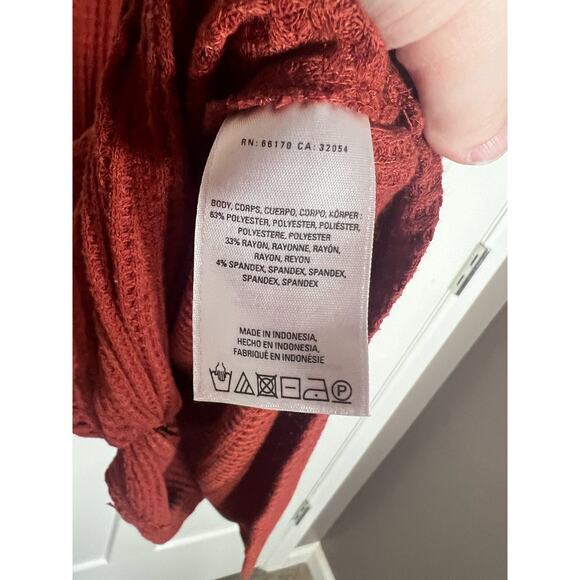 RN: 66170 CA: 32054
BODY, CORPS, CUERPO, CORPO, KÖRPER :
63% POLYESTER, POLYESTER, POLIÉSTER,
POLYESTERE, POLYESTER
33% RAYON, RAYONNE, RAYÓN,
RAYON, REYON
4% SPANDEX, SPANDEX, SPANDEX,
SPANDEX, SPANDEX
MADE IN INDONESIA,
HECHO EN INDONESIA,
FABRIQUÉ EN INDONÉSIE
P